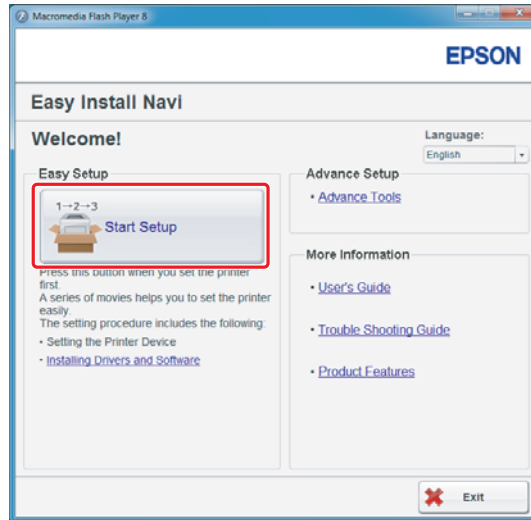 Macromedia Flash Player 8
EPSON
Easy Install Navi
Welcome!
Language:
English
Easy Setup
1→2→3
Start Setup
Press this button when you set the printer
first.
A series of movies helps you to set the printer
easily.
The setting procedure includes the following:
• Setting the Printer Device
• Installing Drivers and Software
Advance Setup
• Advance Tools
More Information
• User's Guide
• Trouble Shooting Guide
• Product Features
Exit